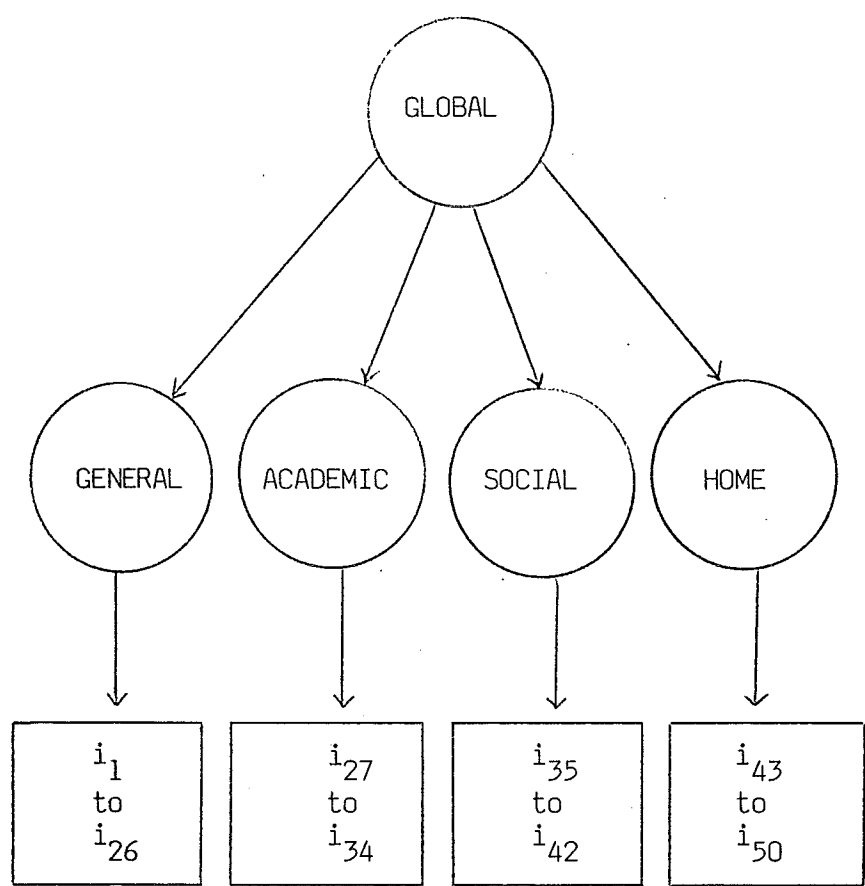 GLOBAL
GENERAL
ACADEMIC
SOCIAL
HOME
i₁
to
i₂₆
i₂₇
to
i₃₄
i₃₅
to
i₄₂
i₄₃
to
i₅₀